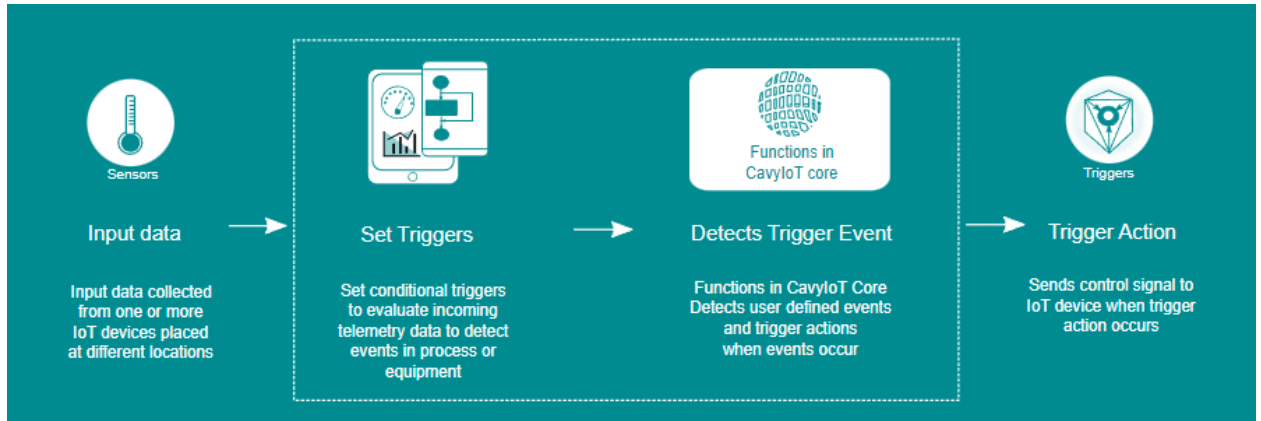 Sensors
Input data
Input data collected
from one or more
IoT devices placed
at different locations
Set Triggers
Set conditional triggers
to evaluate incoming
telemetry data to detect
events in process or
equipment
Functions in
CavyIoT core
Detects Trigger Event
Functions in CavyIoT Core
Detects user defined events
and trigger actions
when events occur
Triggers
Trigger Action
Sends control signal to
IoT device when trigger
action occurs